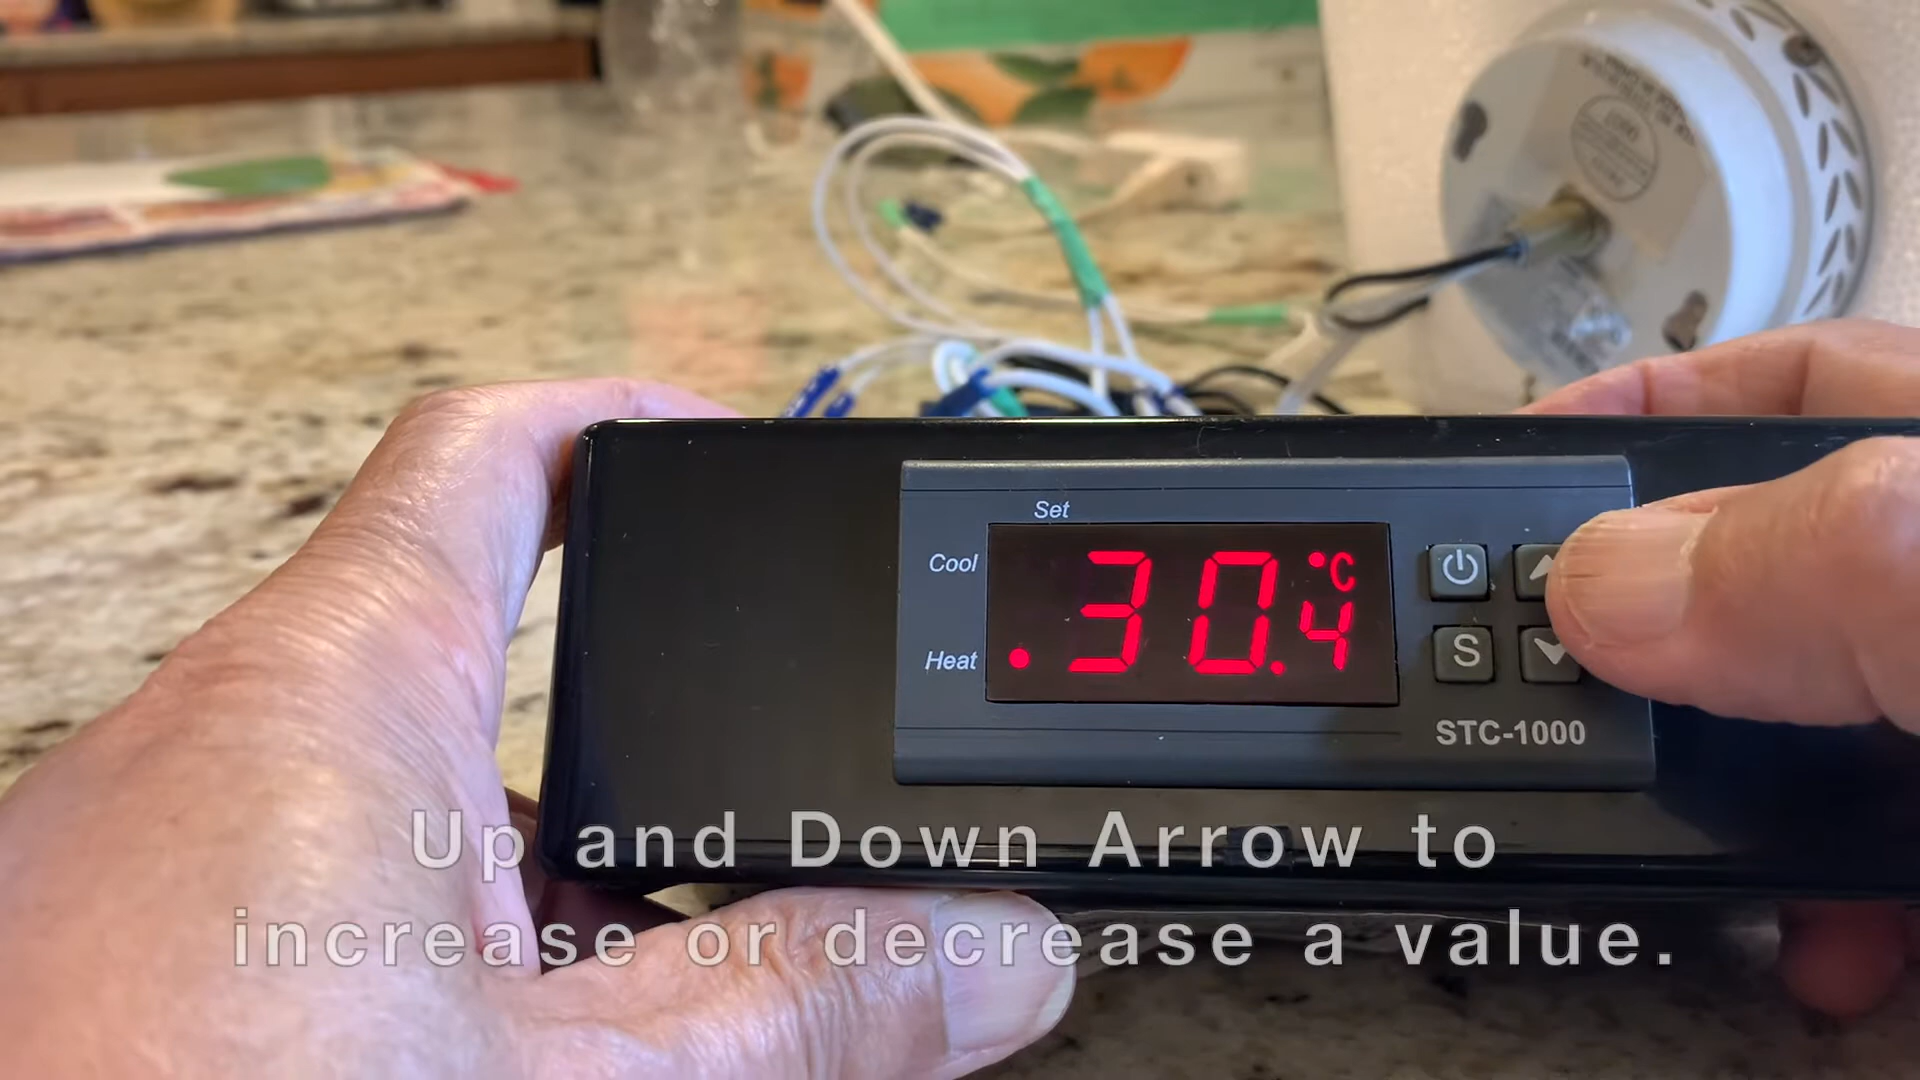 Set
Cool
30.4 °C
Heat
S
STC-1000
Up and Down Arrow to
increase or decrease a value.